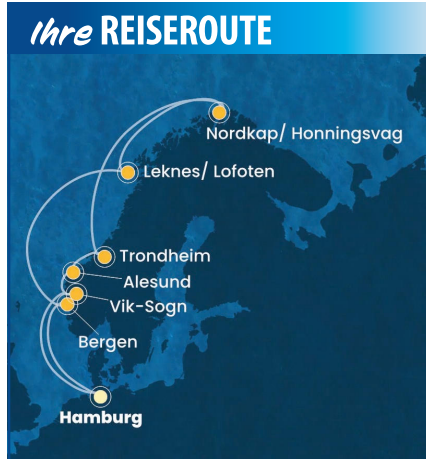 Ihre REISEROUTE
Nordkap/ Honningsvag
Leknes/ Lofoten
Trondheim
Alesund
Vik-Sogn
Bergen
Hamburg